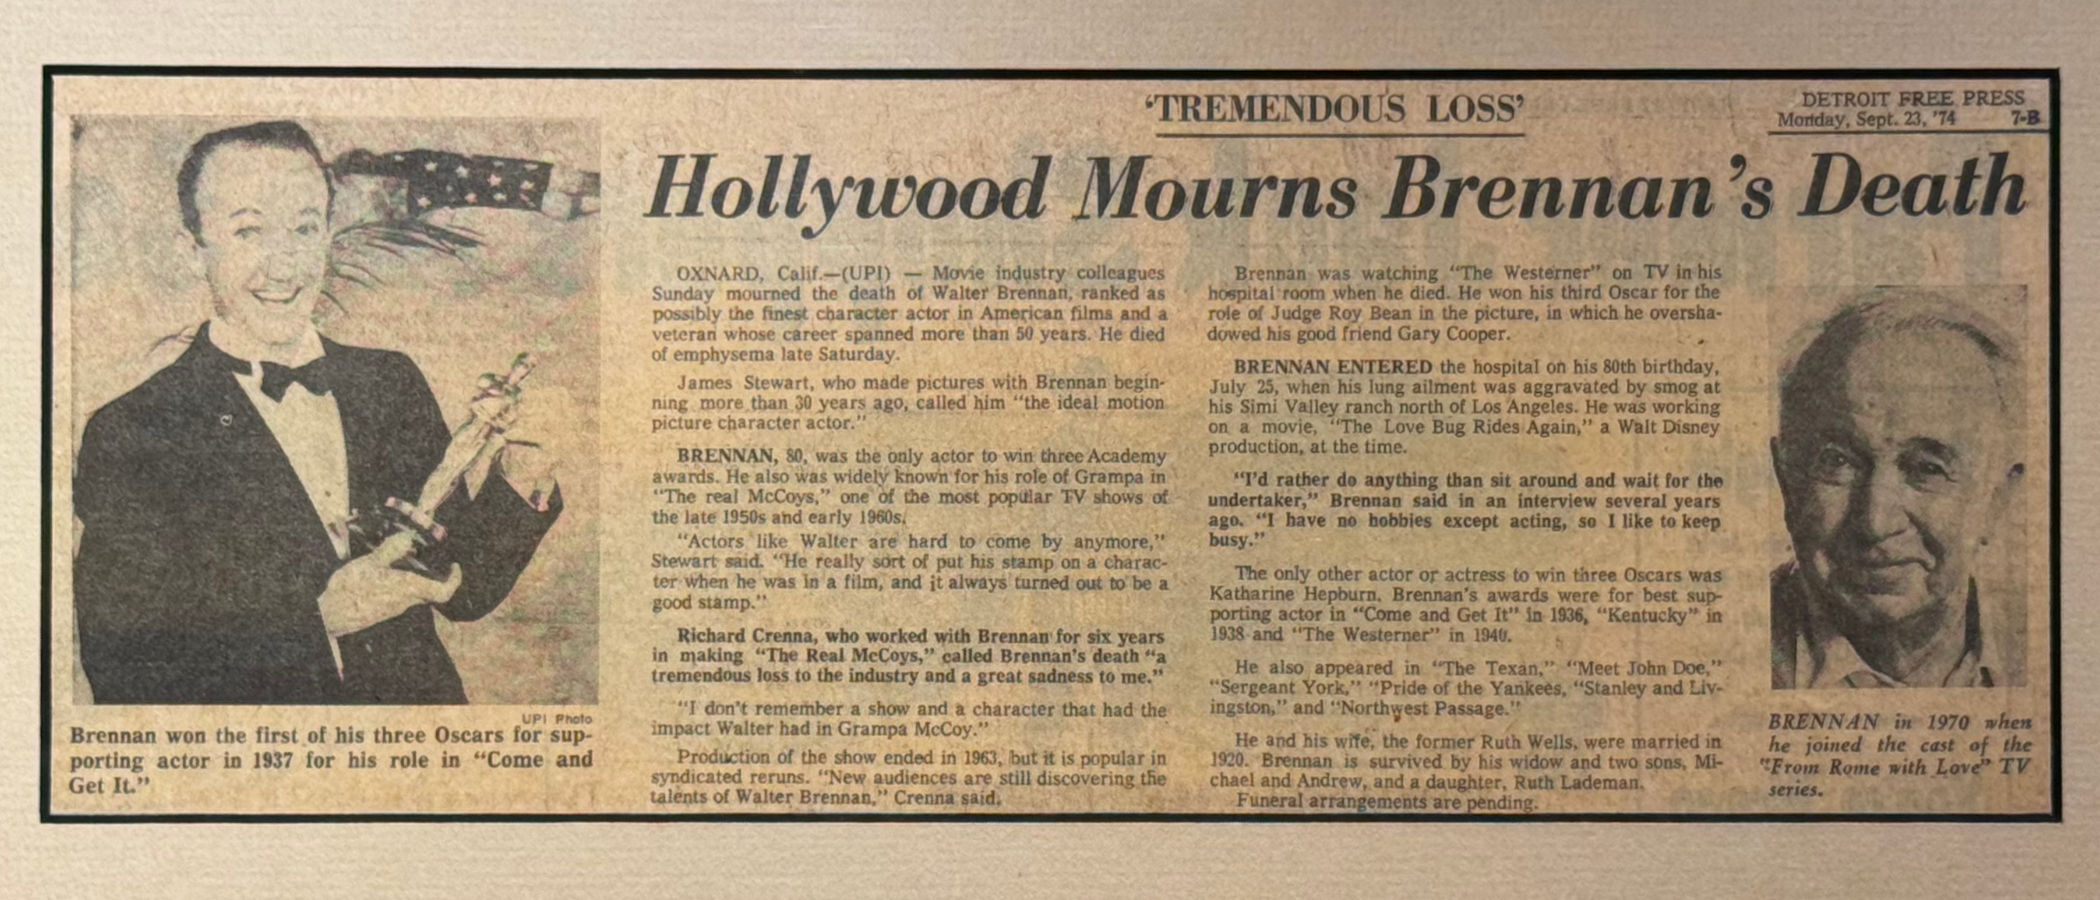 'TREMENDOUS LOSS'
DETROIT FREE PRESS
Monday, Sept. 23, '74 7-B
Hollywood Mourns Brennan's Death
UPI Photo
Brennan won the first of his three Oscars for sup-
porting actor in 1937 for his role in "Come and
Get It."
OXNARD, Calif.—(UPI) — Movie industry colleagues
Sunday mourned the death of Walter Brennan, ranked as
possibly the finest character actor in American films and a
veteran whose career spanned more than 50 years. He died
of emphysema late Saturday.
James Stewart, who made pictures with Brennan begin-
ning more than 30 years ago, called him "the ideal motion
picture character actor."
BRENNAN, 80, was the only actor to win three Academy
awards. He also was widely known for his role of Grampa in
"The real McCoys," one of the most popular TV shows of
the late 1950s and early 1960s.
"Actors like Walter are hard to come by anymore,"
Stewart said. "He really sort of put his stamp on a charac-
ter when he was in a film, and it always turned out to be a
good stamp."
Richard Crenna, who worked with Brennan for six years
in making "The Real McCoys," called Brennan's death "a
tremendous loss to the industry and a great sadness to me."
"I don't remember a show and a character that had the
impact Walter had in Grampa McCoy."
Production of the show ended in 1963, but it is popular in
syndicated reruns. "New audiences are still discovering the
talents of Walter Brennan," Crenna said.
Brennan was watching "The Westerner" on TV in his
hospital room when he died. He won his third Oscar for the
role of Judge Roy Bean in the picture, in which he oversha-
dowed his good friend Gary Cooper.
BRENNAN ENTERED the hospital on his 80th birthday,
July 25, when his lung ailment was aggravated by smog at
his Simi Valley ranch north of Los Angeles. He was working
on a movie, "The Love Bug Rides Again," a Walt Disney
production, at the time.
"I'd rather do anything than sit around and wait for the
undertaker," Brennan said in an interview several years
ago. "I have no hobbies except acting, so I like to keep
busy."
The only other actor or actress to win three Oscars was
Katharine Hepburn. Brennan's awards were for best sup-
porting actor in "Come and Get It" in 1936, "Kentucky" in
1938 and "The Westerner" in 1940.
He also appeared in "The Texan," "Meet John Doe,"
"Sergeant York," "Pride of the Yankees, "Stanley and Liv-
ingston," and "Northwest Passage."
He and his wife, the former Ruth Wells, were married in
1920. Brennan is survived by his widow and two sons, Mi-
chael and Andrew, and a daughter, Ruth Lademan.
Funeral arrangements are pending.
BRENNAN in 1970 when
he joined the cast of the
"From Rome with Love" TV
series.